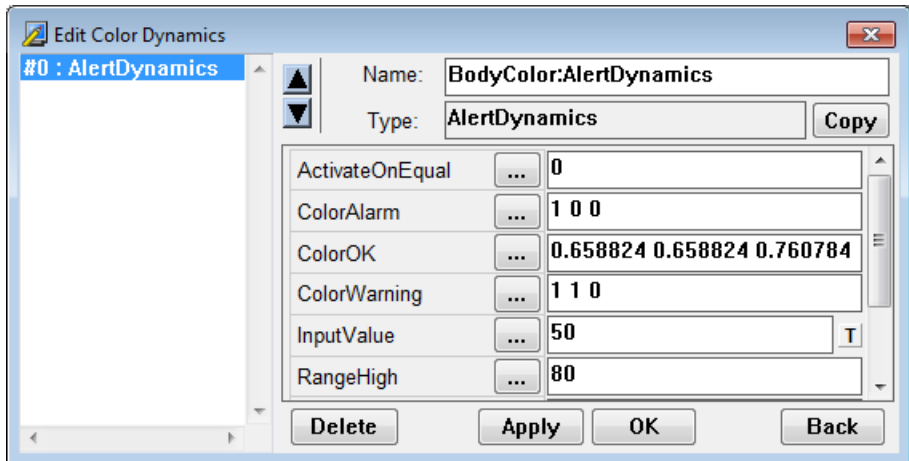 Edit Color Dynamics
#0 : AlertDynamics
Name: BodyColor:AlertDynamics
Type: AlertDynamics Copy
ActivateOnEqual ... 0
ColorAlarm ... 1 0 0
ColorOK ... 0.658824 0.658824 0.760784
ColorWarning ... 1 1 0
InputValue ... 50 T
RangeHigh ... 80
Delete Apply OK Back